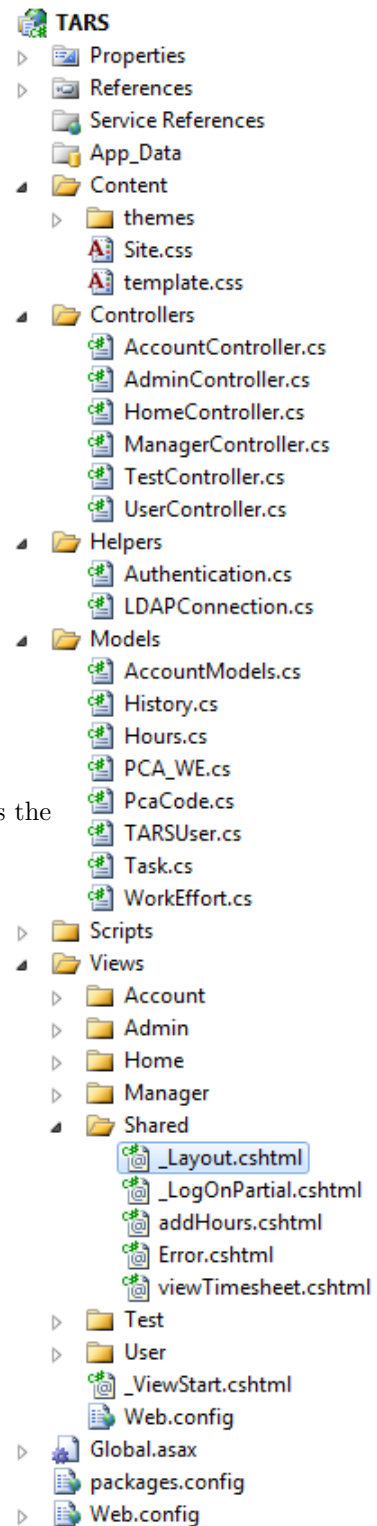 TARS
Properties
References
Service References
App_Data
Content
themes
Site.css
template.css
Controllers
AccountController.cs
AdminController.cs
HomeController.cs
ManagerController.cs
TestController.cs
UserController.cs
Helpers
Authentication.cs
LDAPConnection.cs
Models
AccountModels.cs
History.cs
Hours.cs
PCA_WE.cs
s the
PcaCode.cs
TARSUser.cs
Task.cs
WorkEffort.cs
Scripts
Views
Account
Admin
Home
Manager
Shared
_Layout.cshtml
_LogOnPartial.cshtml
addHours.cshtml
Error.cshtml
viewTimesheet.cshtml
Test
User
_ViewStart.cshtml
Web.config
Global.asax
packages.config
Web.config